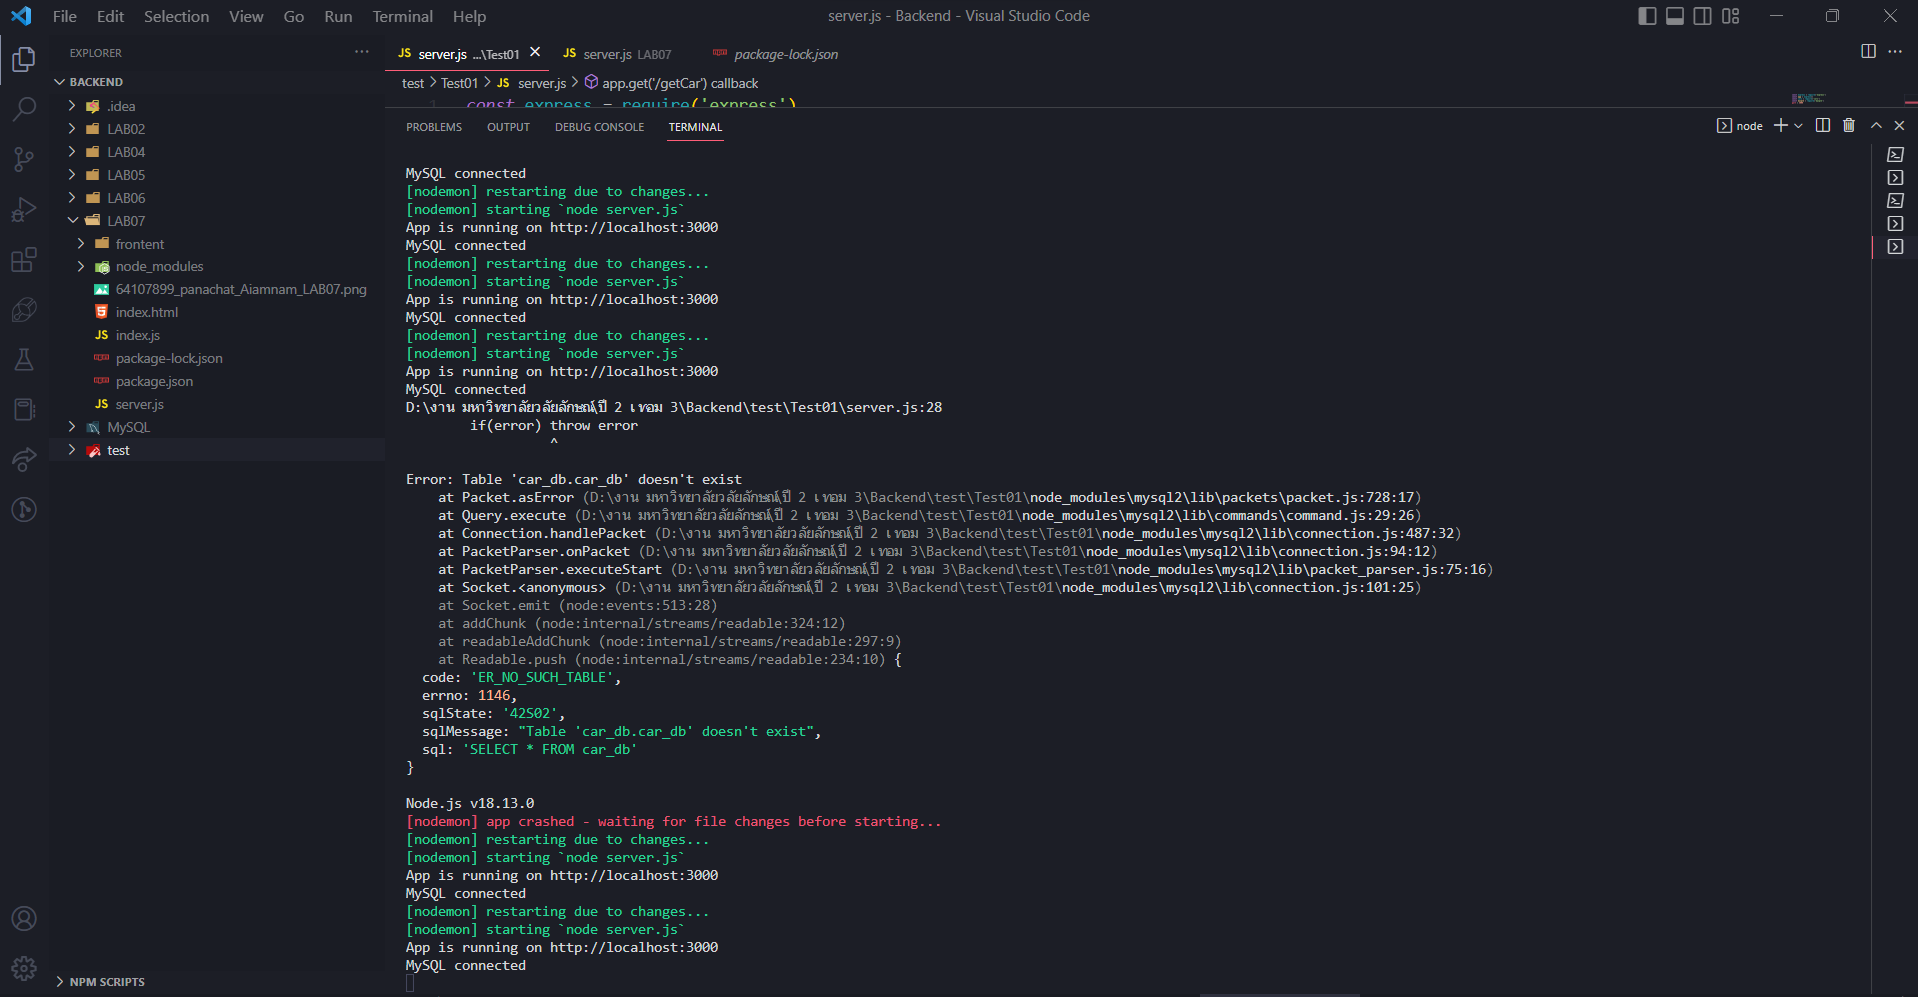 File Edit Selection View Go Run Terminal Help
server.js - Backend - Visual Studio Code
EXPLORER
BACKEND
.idea
LAB02
LAB04
LAB05
LAB06
LAB07
frontent
node_modules
64107899_panachat_Aiamnam_LAB07.png
index.html
index.js
package-lock.json
package.json
server.js
MySQL
test
NPM SCRIPTS
JS server.js ...\Test01
JS server.js LAB07
package-lock.json
test > Test01 > JS server.js > app.get('/getCar') callback
1 const express = require('express')
PROBLEMS OUTPUT DEBUG CONSOLE TERMINAL
node
MySQL connected
[nodemon] restarting due to changes...
[nodemon] starting `node server.js`
App is running on http://localhost:3000
MySQL connected
[nodemon] restarting due to changes...
[nodemon] starting `node server.js`
App is running on http://localhost:3000
MySQL connected
[nodemon] restarting due to changes...
[nodemon] starting `node server.js`
App is running on http://localhost:3000
MySQL connected
D:\งาน มหาวิทยาลัยวลัยลักษณ์\ปี 2 เทอม 3\Backend\test\Test01\server.js:28
if(error) throw error
^
Error: Table 'car_db.car_db' doesn't exist
at Packet.asError (D:\งาน มหาวิทยาลัยวลัยลักษณ์\ปี 2 เทอม 3\Backend\test\Test01\node_modules\mysql2\lib\packets\packet.js:728:17)
at Query.execute (D:\งาน มหาวิทยาลัยวลัยลักษณ์\ปี 2 เทอม 3\Backend\test\Test01\node_modules\mysql2\lib\commands\command.js:29:26)
at Connection.handlePacket (D:\งาน มหาวิทยาลัยวลัยลักษณ์\ปี 2 เทอม 3\Backend\test\Test01\node_modules\mysql2\lib\connection.js:487:32)
at PacketParser.onPacket (D:\งาน มหาวิทยาลัยวลัยลักษณ์\ปี 2 เทอม 3\Backend\test\Test01\node_modules\mysql2\lib\connection.js:94:12)
at PacketParser.executeStart (D:\งาน มหาวิทยาลัยวลัยลักษณ์\ปี 2 เทอม 3\Backend\test\Test01\node_modules\mysql2\lib\packet_parser.js:75:16)
at Socket.<anonymous> (D:\งาน มหาวิทยาลัยวลัยลักษณ์\ปี 2 เทอม 3\Backend\test\Test01\node_modules\mysql2\lib\connection.js:101:25)
at Socket.emit (node:events:513:28)
at addChunk (node:internal/streams/readable:324:12)
at readableAddChunk (node:internal/streams/readable:297:9)
at Readable.push (node:internal/streams/readable:234:10) {
code: 'ER_NO_SUCH_TABLE',
errno: 1146,
sqlState: '42S02',
sqlMessage: "Table 'car_db.car_db' doesn't exist",
sql: 'SELECT * FROM car_db'
}
Node.js v18.13.0
[nodemon] app crashed - waiting for file changes before starting...
[nodemon] restarting due to changes...
[nodemon] starting `node server.js`
App is running on http://localhost:3000
MySQL connected
[nodemon] restarting due to changes...
[nodemon] starting `node server.js`
App is running on http://localhost:3000
MySQL connected